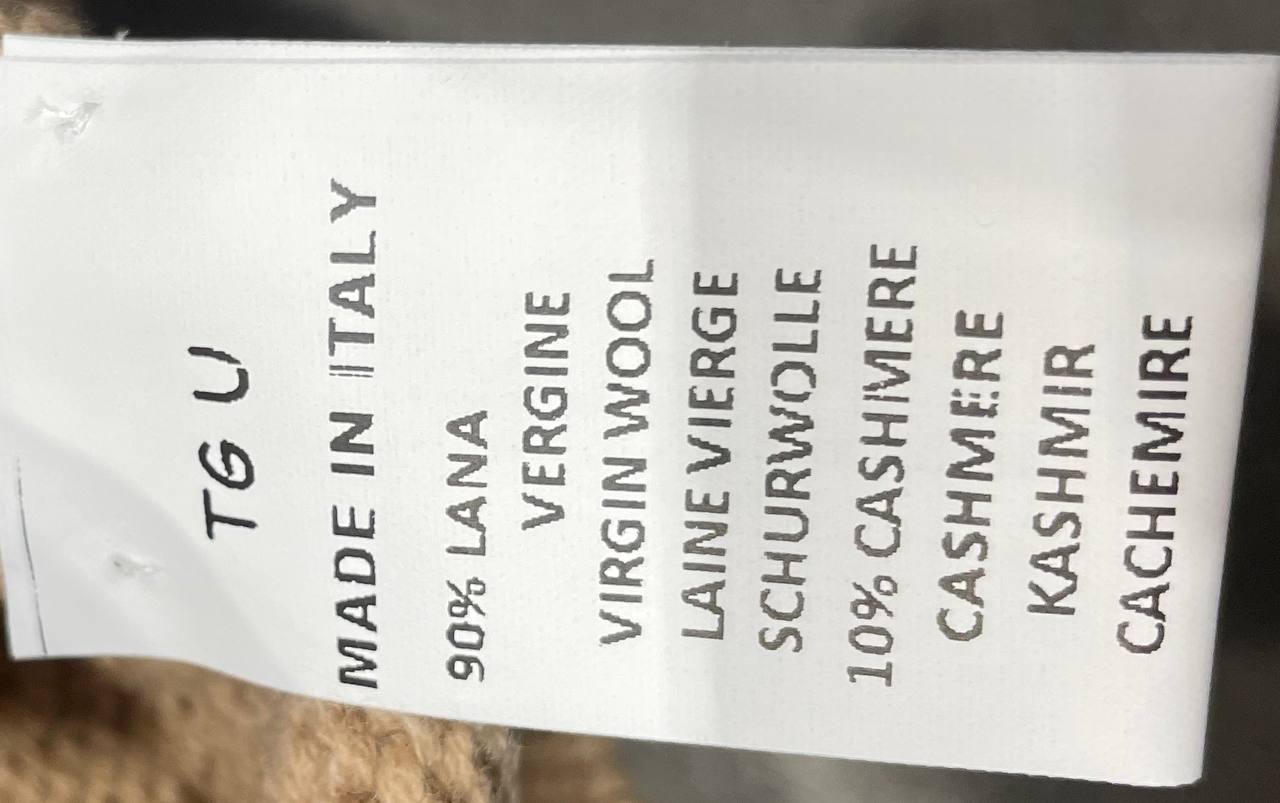 TG U
MADE IN ITALY
90% LANA
VERGINE
VIRGIN WOOL
LAINE VIERGE
SCHURWOLLE
10% CASHMERE
CASHMERE
KASHMIR
CACHEMIRE